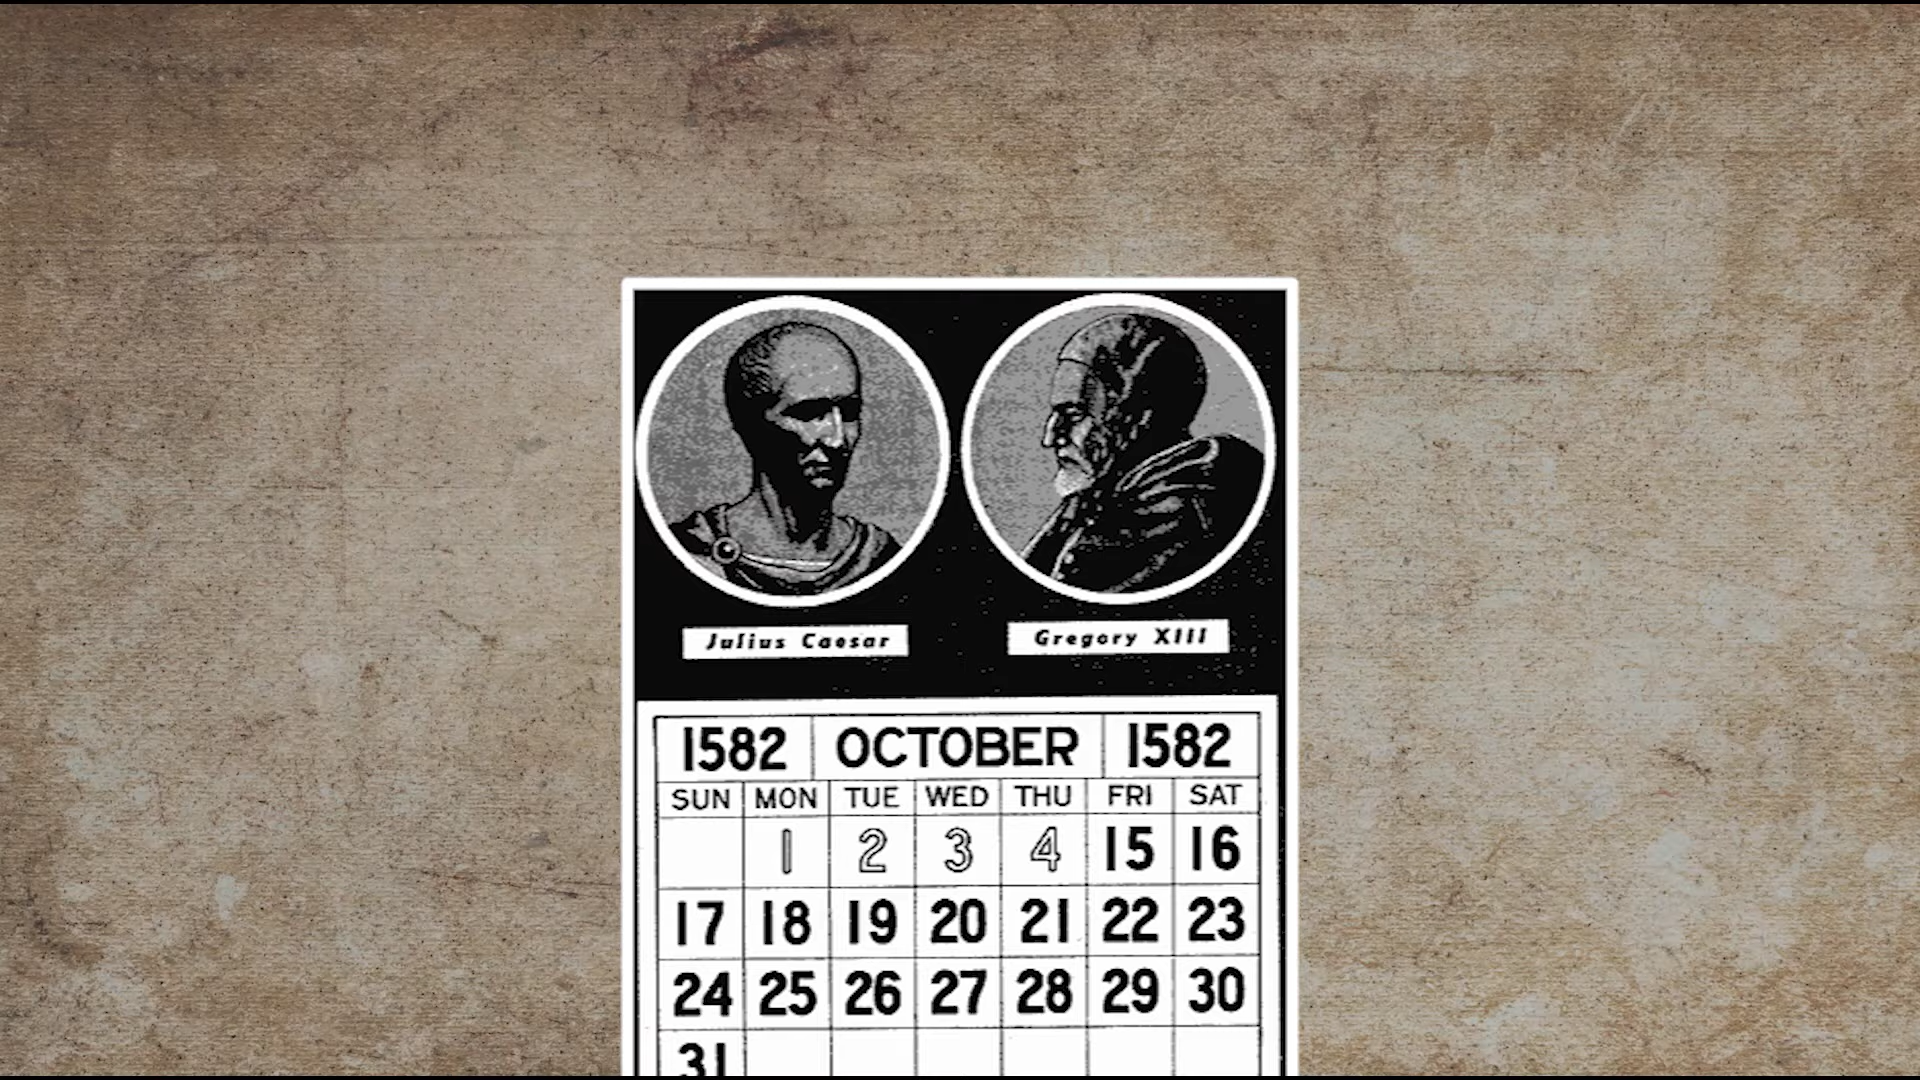 Julius Caesar
Gregory XIII
1582 OCTOBER 1582
SUN MON TUE WED THU FRI SAT
1 2 3 4 15 16
17 18 19 20 21 22 23
24 25 26 27 28 29 30
31